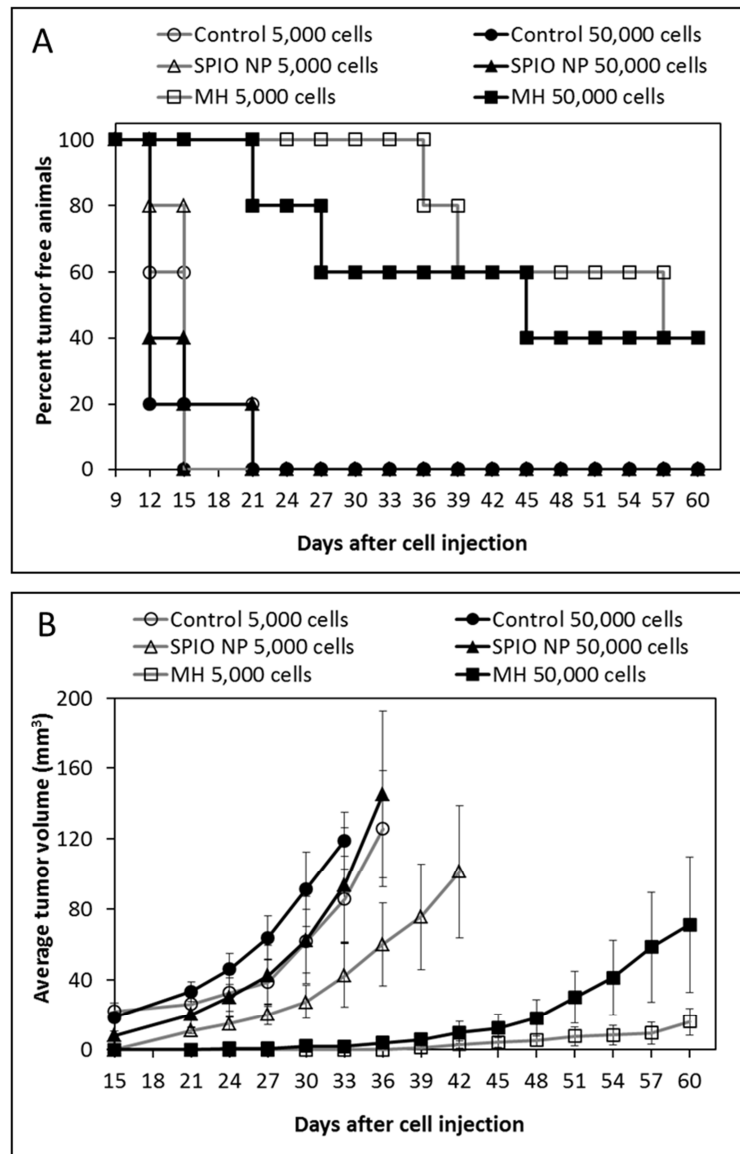 A
Control 5,000 cells Control 50,000 cells
SPIO NP 5,000 cells SPIO NP 50,000 cells
MH 5,000 cells MH 50,000 cells
100
80
60
40
20
0
Percent tumor free animals
9 12 15 18 21 24 27 30 33 36 39 42 45 48 51 54 57 60
Days after cell injection
B
Control 5,000 cells Control 50,000 cells
SPIO NP 5,000 cells SPIO NP 50,000 cells
MH 5,000 cells MH 50,000 cells
200
160
120
80
40
0
Average tumor volume (mm³)
15 18 21 24 27 30 33 36 39 42 45 48 51 54 57 60
Days after cell injection